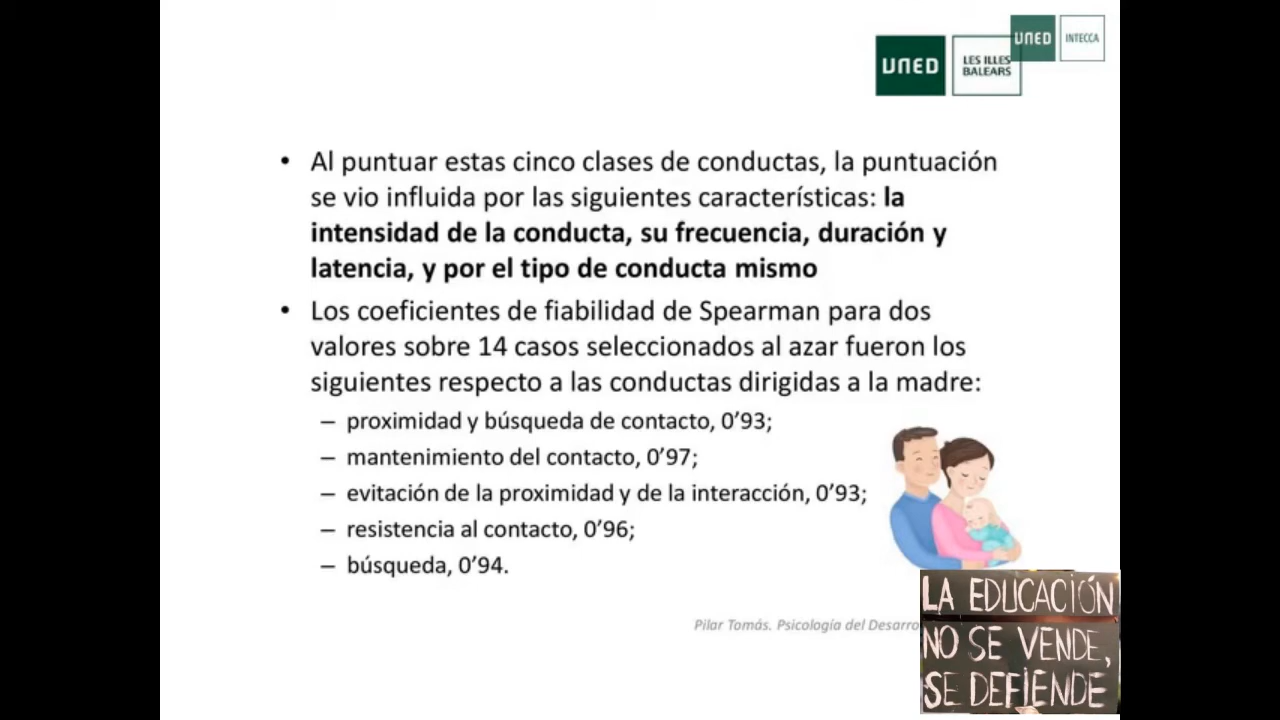 UNED
INTECCA
UNED
LES ILLES
BALEARS
• Al puntuar estas cinco clases de conductas, la puntuación
se vio influida por las siguientes características: la
intensidad de la conducta, su frecuencia, duración y
latencia, y por el tipo de conducta mismo
• Los coeficientes de fiabilidad de Spearman para dos
valores sobre 14 casos seleccionados al azar fueron los
siguientes respecto a las conductas dirigidas a la madre:
– proximidad y búsqueda de contacto, 0’93;
– mantenimiento del contacto, 0’97;
– evitación de la proximidad y de la interacción, 0’93;
– resistencia al contacto, 0’96;
– búsqueda, 0’94.
Pilar Tomás. Psicología del Desarro
LA EDUCACIÓN
NO SE VENDE,
SE DEFIENDE